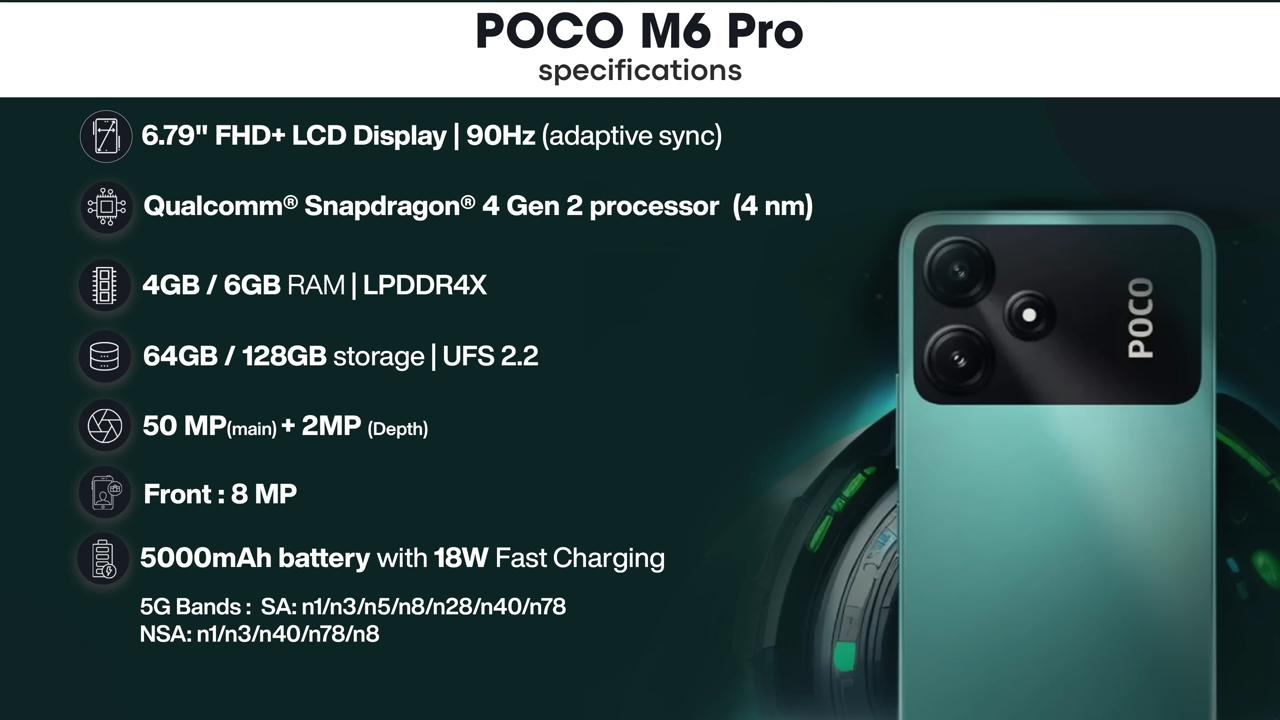 POCO M6 Pro
specifications
6.79" FHD+ LCD Display | 90Hz (adaptive sync)
Qualcomm® Snapdragon® 4 Gen 2 processor (4 nm)
4GB / 6GB RAM | LPDDR4X
64GB / 128GB storage | UFS 2.2
50 MP(main) + 2MP (Depth)
Front : 8 MP
5000mAh battery with 18W Fast Charging
5G Bands : SA: n1/n3/n5/n8/n28/n40/n78
NSA: n1/n3/n40/n78/n8
POCO